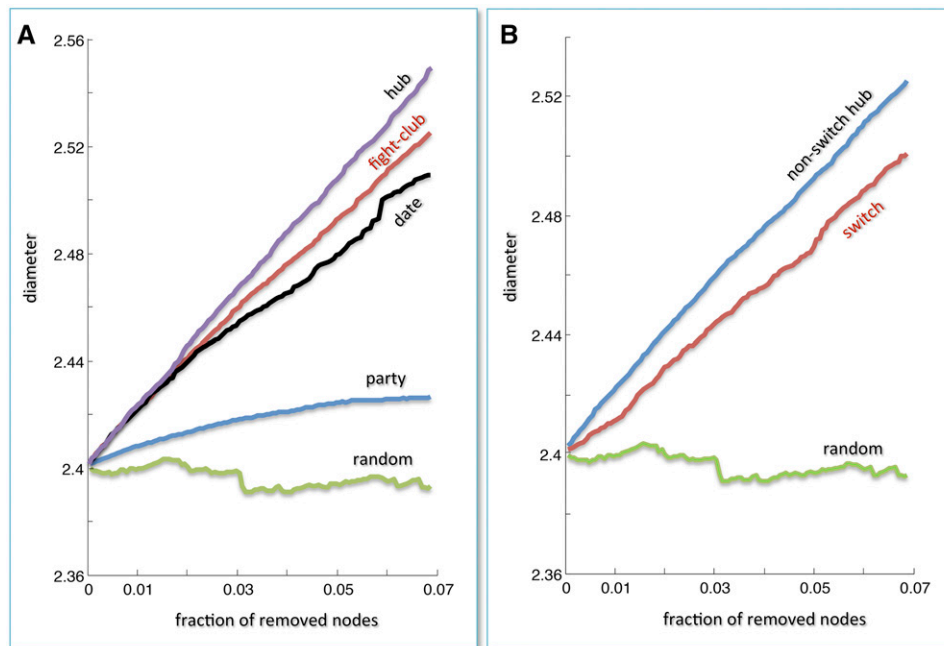 A
2.56
2.52
2.48
2.44
2.4
2.36
diameter
hub
fight-club
date
party
random
0 0.01 0.03 0.05 0.07
fraction of removed nodes
B
2.52
2.48
2.44
2.4
2.36
diameter
non-switch hub
switch
random
0 0.01 0.03 0.05 0.07
fraction of removed nodes